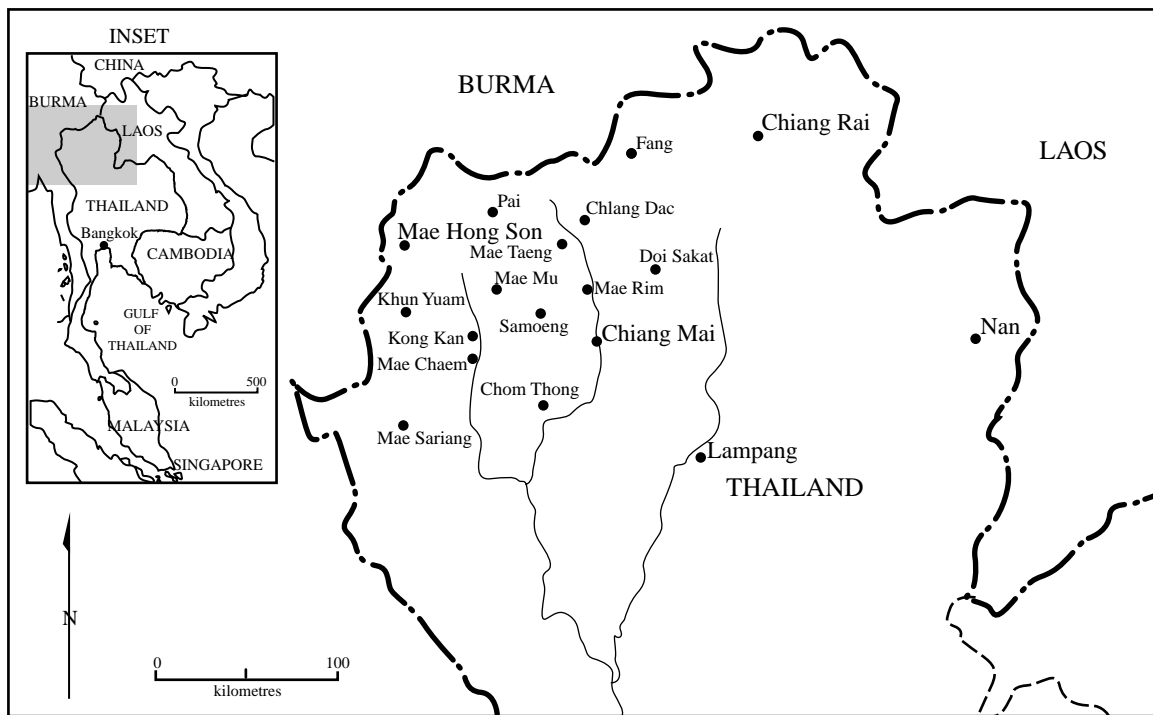 INSET
CHINA
BURMA
LAOS
THAILAND
Bangkok
CAMBODIA
GULF
OF
THAILAND
0 500
kilometres
MALAYSIA
SINGAPORE
N
0 100
kilometres
BURMA
LAOS
Chiang Rai
Fang
Pai
Chlang Dac
Mae Hong Son
Mae Taeng
Doi Sakat
Mae Mu
Mae Rim
Khun Yuam
Samoeng
Kong Kan
Chiang Mai
Nan
Mae Chaem
Chom Thong
Mae Sariang
Lampang
THAILAND